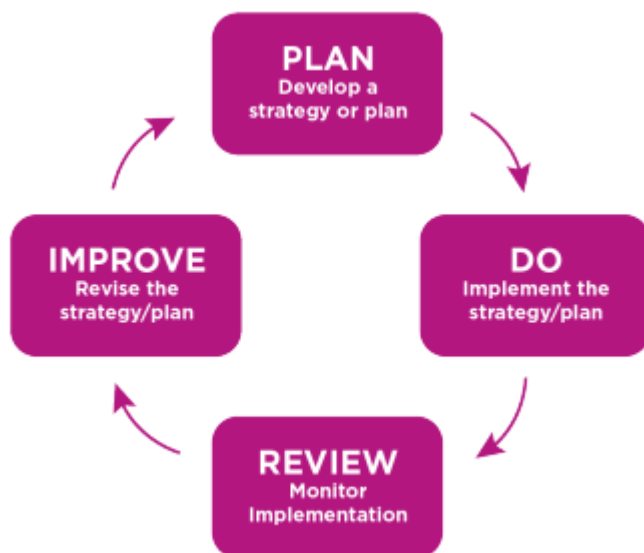 PLAN
Develop a
strategy or plan
DO
Implement the
strategy/plan
REVIEW
Monitor
Implementation
IMPROVE
Revise the
strategy/plan